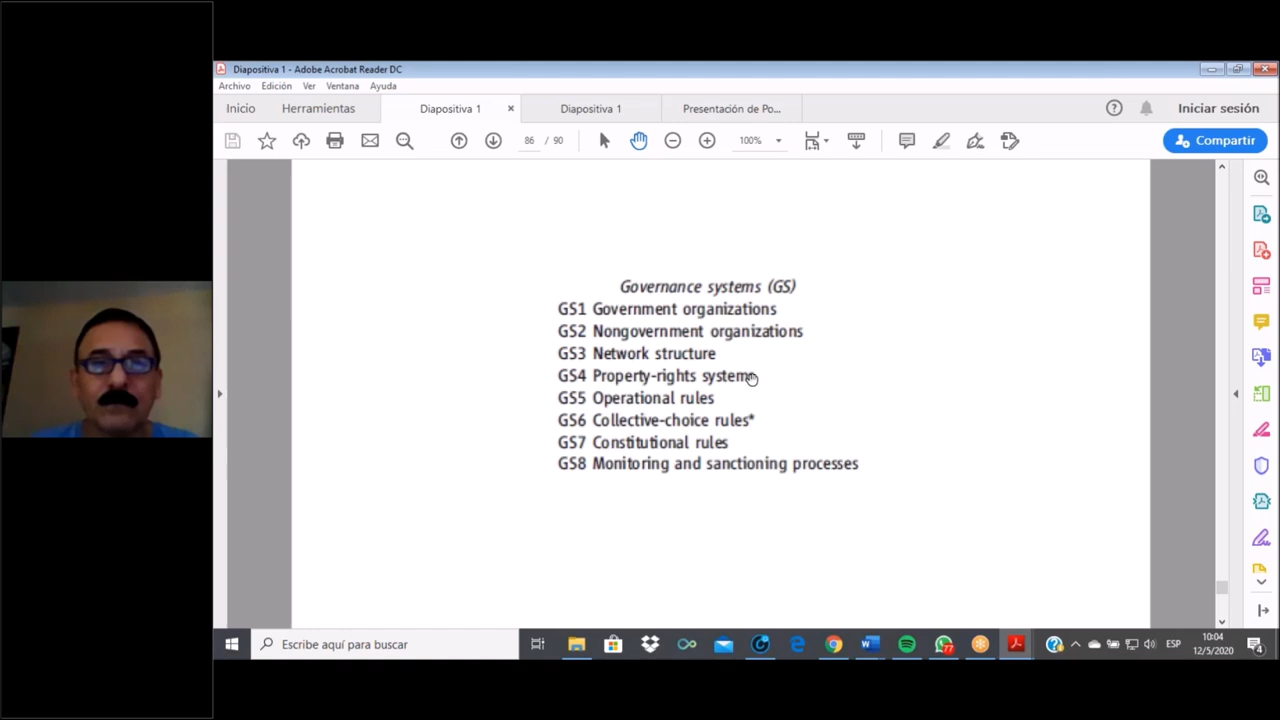 Diapositiva 1 - Adobe Acrobat Reader DC
Archivo Edición Ver Ventana Ayuda
Inicio Herramientas Diapositiva 1 Diapositiva 1 Presentación de Po... Iniciar sesión
86 / 90 100% Compartir
Governance systems (GS)
GS1 Government organizations
GS2 Nongovernment organizations
GS3 Network structure
GS4 Property-rights systems
GS5 Operational rules
GS6 Collective-choice rules*
GS7 Constitutional rules
GS8 Monitoring and sanctioning processes
Escribe aquí para buscar 77 ESP 10:04
12/5/2020 4